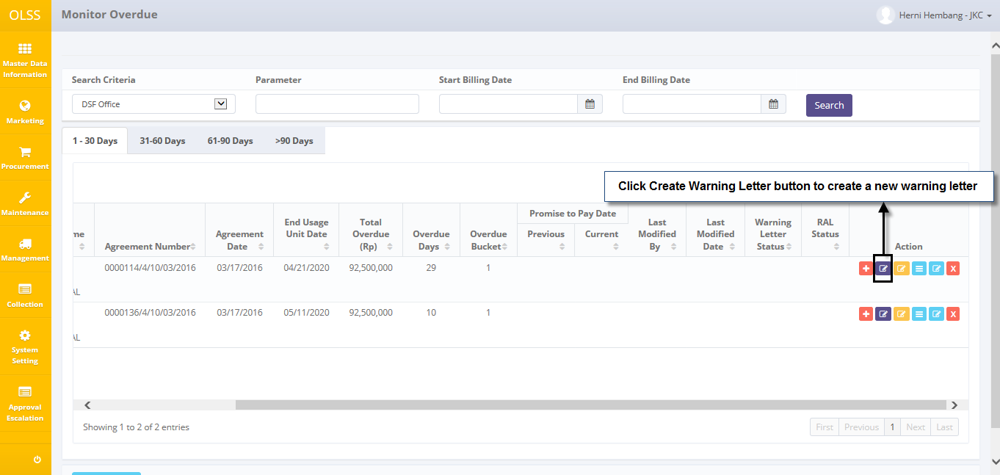 OLSS
Monitor Overdue
Herni Hembang - JKC
Master Data
Information
Marketing
Procurement
Maintenance
Management
Collection
System
Setting
Approval
Escalation
Search Criteria
Parameter
Start Billing Date
End Billing Date
DSF Office
Search
1 - 30 Days
31-60 Days
61-90 Days
>90 Days
Click Create Warning Letter button to create a new warning letter
me
Agreement Number
Agreement
Date
End Usage
Unit Date
Total
Overdue
(Rp)
Overdue
Days
Overdue
Bucket
Promise to Pay Date
Previous
Current
Last
Modified
By
Last
Modified
Date
Warning
Letter
Status
RAL
Status
Action
0000114/4/10/03/2016 03/17/2016 04/21/2020 92,500,000 29 1
AL
0000136/4/10/03/2016 03/17/2016 05/11/2020 92,500,000 10 1
AL
Showing 1 to 2 of 2 entries
First Previous 1 Next Last